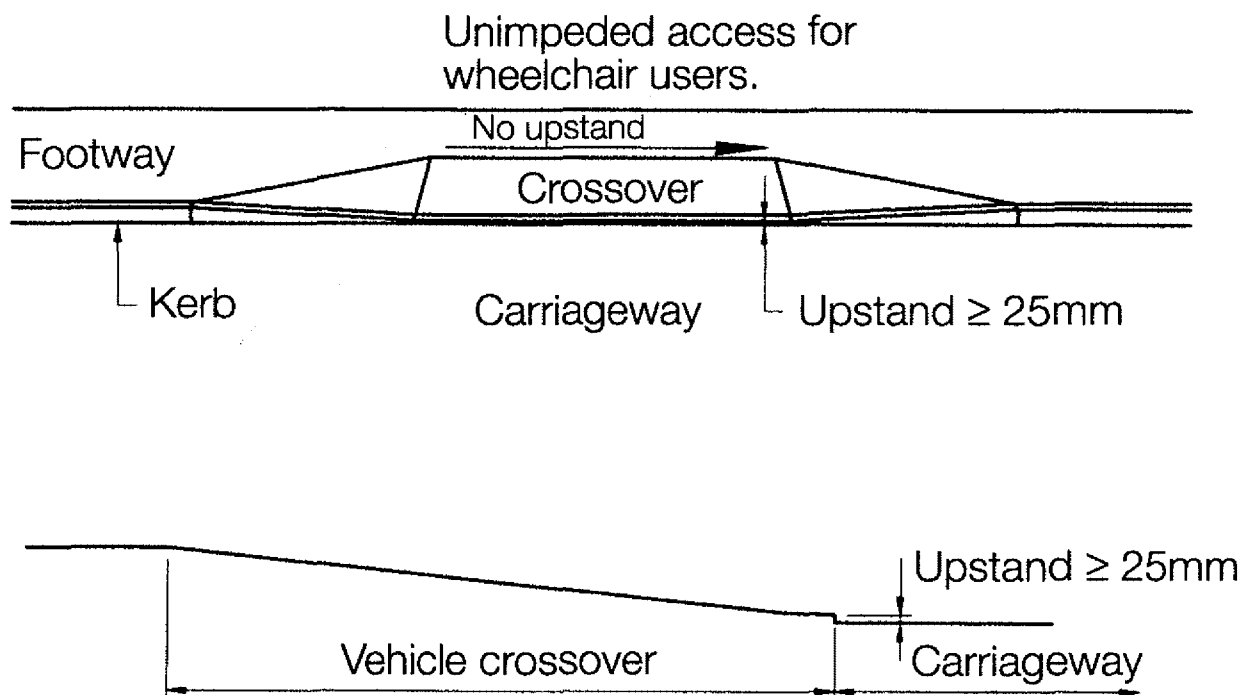 Unimpeded access for
wheelchair users.
No upstand
Footway
Crossover
Kerb
Carriageway
Upstand ≥ 25mm
Upstand ≥ 25mm
Vehicle crossover
Carriageway